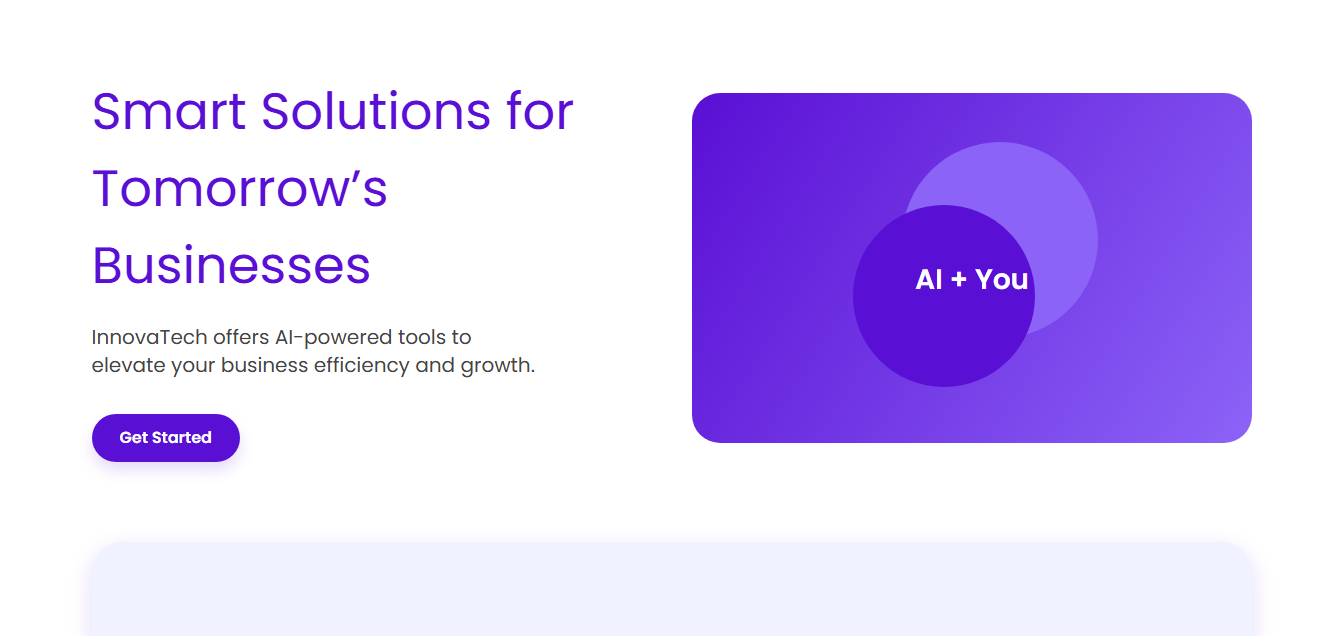 Smart Solutions for
Tomorrow’s
Businesses
InnovaTech offers AI-powered tools to
elevate your business efficiency and growth.
Get Started
AI + You